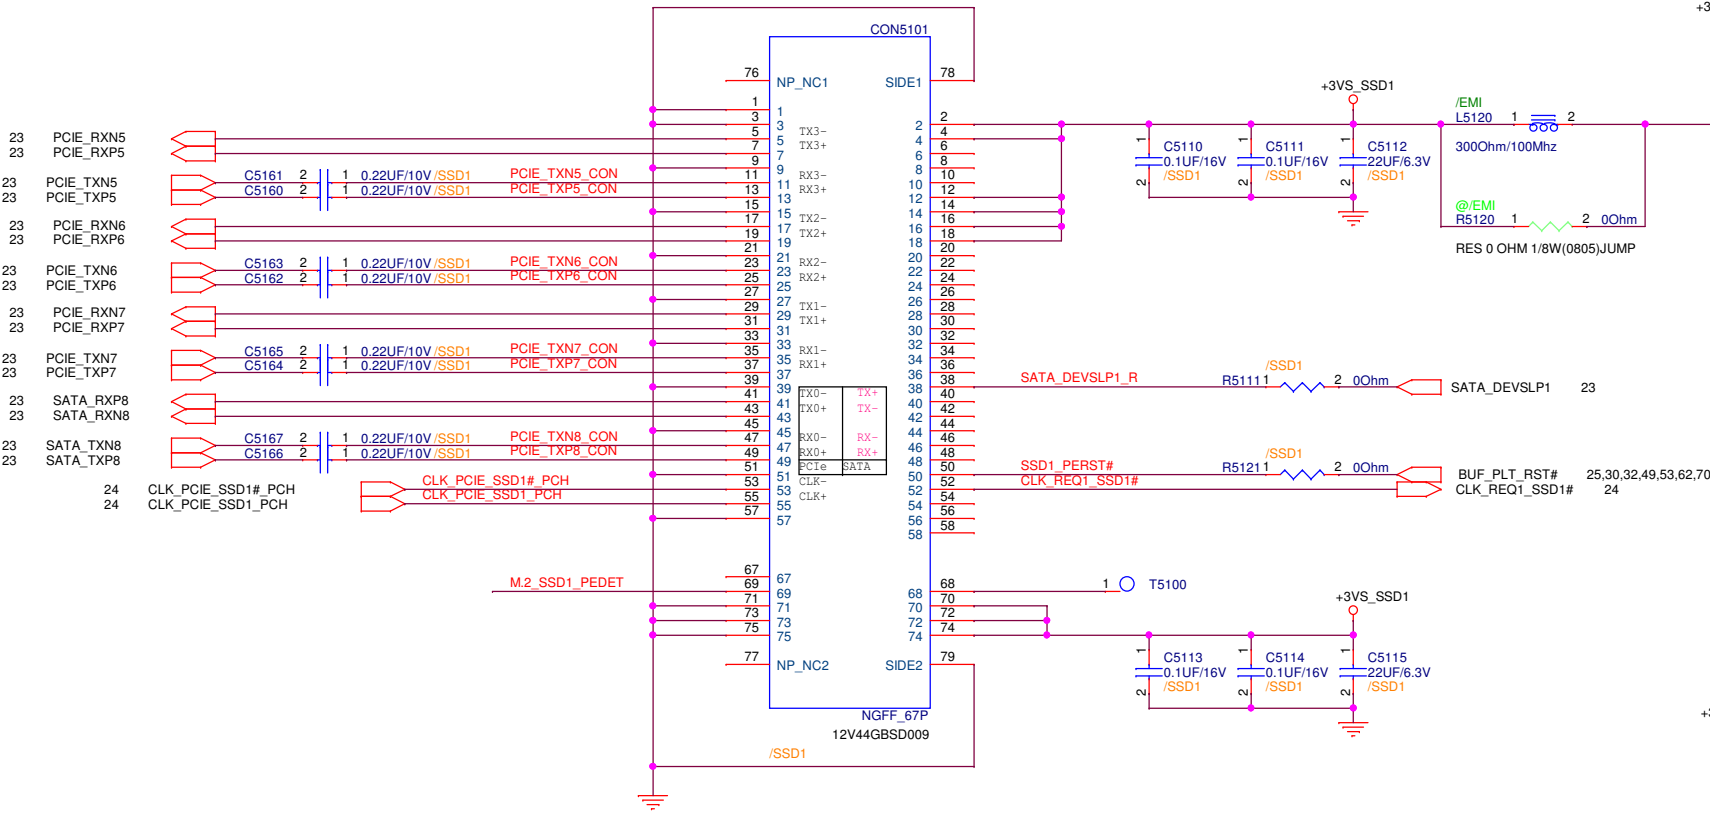 +3
CON5101
76 NP_NC1 SIDE1 78
+3VS_SSD1
/EMI
L5120 1 2
300Ohm/100Mhz
@/EMI
R5120 1 2 0Ohm
RES 0 OHM 1/8W(0805)JUMP
1 1 2 2
3 3 4 4
23 PCIE_RXN5 5 5 TX3- 6 6
23 PCIE_RXP5 7 7 TX3+ 8 8
9 9 10 10
23 PCIE_TXN5 C5161 2 1 0.22UF/10V /SSD1 PCIE_TXN5_CON 11 11 RX3- 12 12
23 PCIE_TXP5 C5160 2 1 0.22UF/10V /SSD1 PCIE_TXP5_CON 13 13 RX3+ 14 14
15 15 16 16
23 PCIE_RXN6 17 17 TX2- 18 18
23 PCIE_RXP6 19 19 TX2+ 20 20
21 21 22 22
23 PCIE_TXN6 C5163 2 1 0.22UF/10V /SSD1 PCIE_TXN6_CON 23 23 RX2- 24 24
23 PCIE_TXP6 C5162 2 1 0.22UF/10V /SSD1 PCIE_TXP6_CON 25 25 RX2+ 26 26
27 27 28 28
23 PCIE_RXN7 29 29 TX1- 30 30
23 PCIE_RXP7 31 31 TX1+ 32 32
33 33 34 34
23 PCIE_TXN7 C5165 2 1 0.22UF/10V /SSD1 PCIE_TXN7_CON 35 35 RX1- 36 36
23 PCIE_TXP7 C5164 2 1 0.22UF/10V /SSD1 PCIE_TXP7_CON 37 37 RX1+ 38 38
SATA_DEVSLP1_R R5111 1 2 0Ohm /SSD1 SATA_DEVSLP1 23
39 39 40 40
23 SATA_RXP8 41 41 TX0- TX+ 42 42
23 SATA_RXN8 43 43 TX0+ TX- 44 44
45 45 46 46
23 SATA_TXN8 C5167 2 1 0.22UF/10V /SSD1 PCIE_TXN8_CON 47 47 RX0- RX- 48 48
23 SATA_TXP8 C5166 2 1 0.22UF/10V /SSD1 PCIE_TXP8_CON 49 49 RX0+ RX+ 50 50
SSD1_PERST# R5121 1 2 0Ohm /SSD1 BUF_PLT_RST# 25,30,32,49,53,62,70
51 51 PCIe SATA 52 CLK_REQ1_SSD1# 52 CLK_REQ1_SSD1# 24
24 CLK_PCIE_SSD1#_PCH CLK_PCIE_SSD1#_PCH 53 53 CLK- 54 54
24 CLK_PCIE_SSD1_PCH CLK_PCIE_SSD1_PCH 55 55 CLK+ 56 56
57 57 58 58
C5110 0.1UF/16V /SSD1 1 2
C5111 0.1UF/16V /SSD1 1 2
C5112 22UF/6.3V /SSD1 1 2
67 67 68 68 1 T5100
M.2_SSD1_PEDET 69 69 70 70
71 71 72 72
73 73 74 74
75 75
77 NP_NC2 SIDE2 79
+3VS_SSD1
C5113 0.1UF/16V /SSD1 1 2
C5114 0.1UF/16V /SSD1 1 2
C5115 22UF/6.3V /SSD1 1 2
NGFF_67P
12V44GBSD009
/SSD1
+3